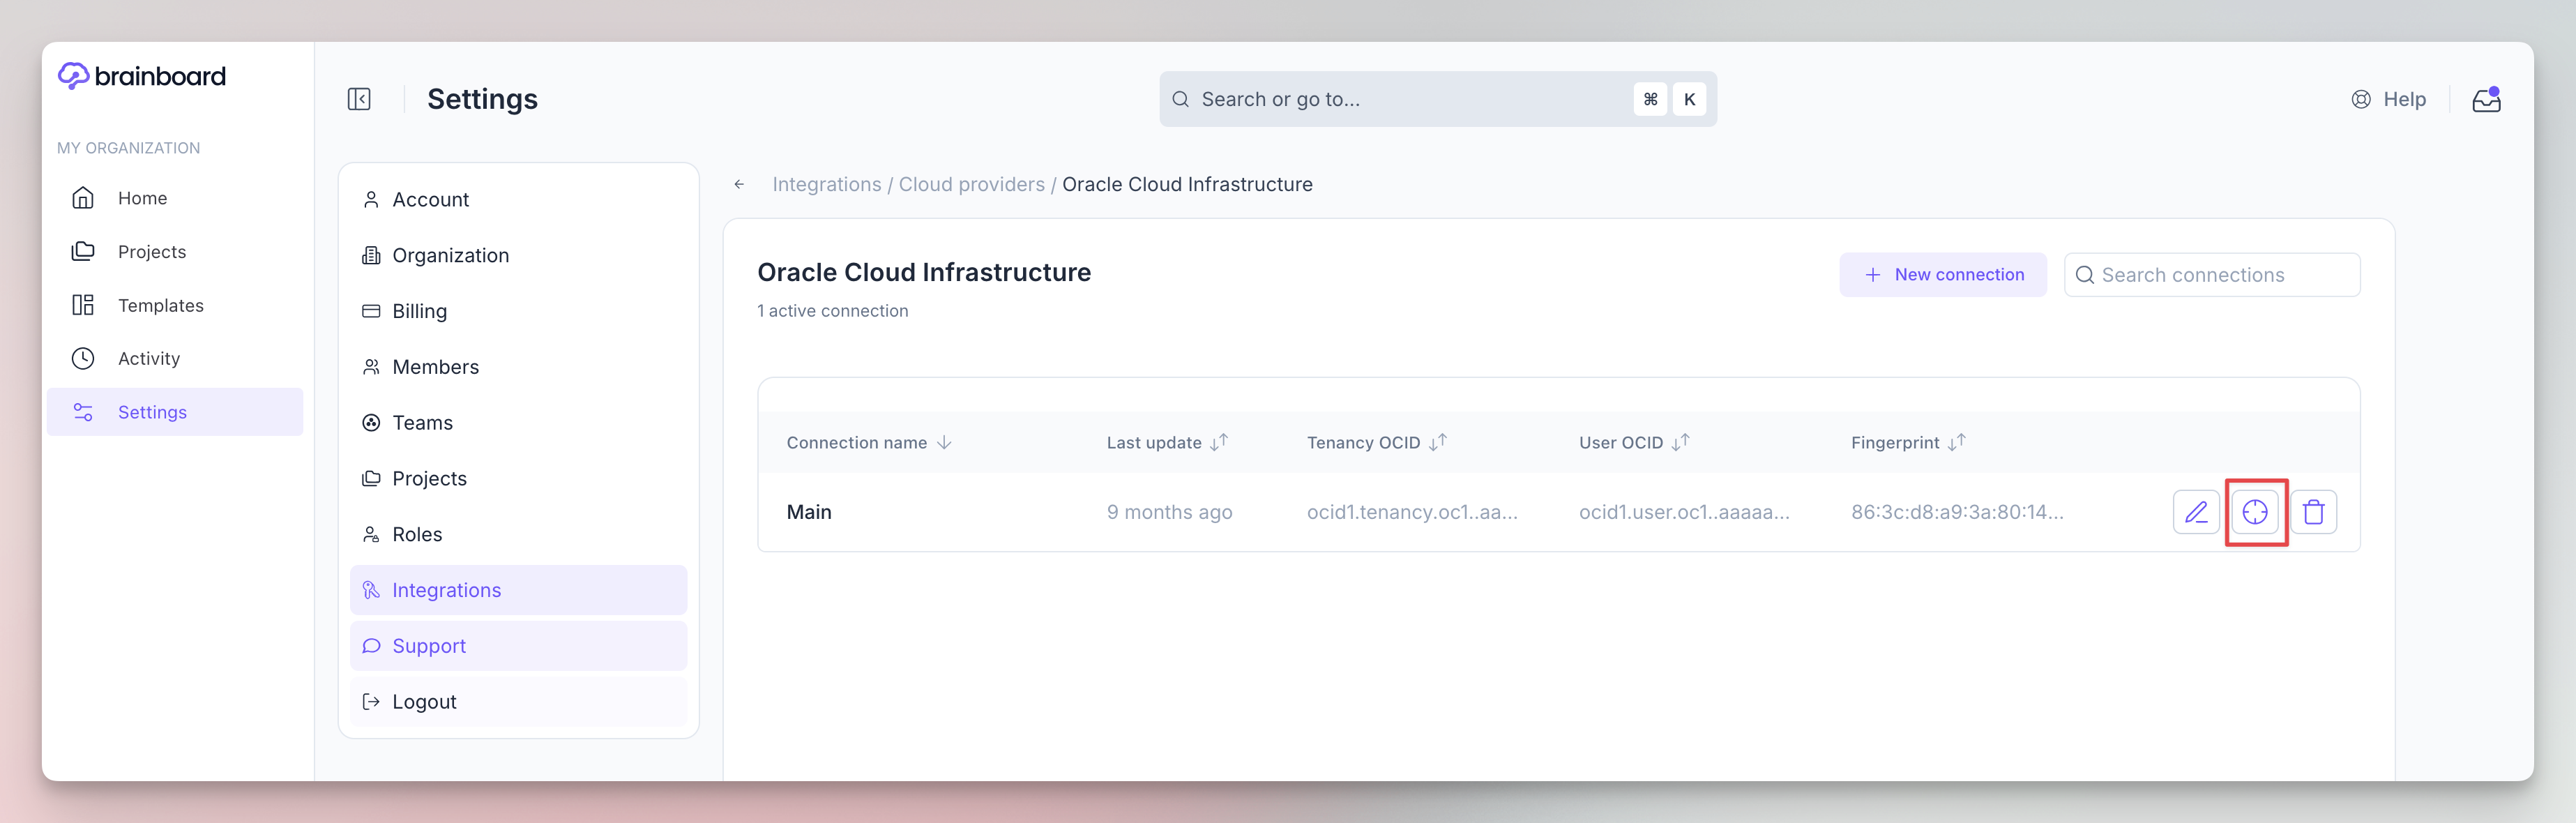 brainboard
Settings
Search or go to...
⌘ K
Help
MY ORGANIZATION
Home
Projects
Templates
Activity
Settings
Account
Organization
Billing
Members
Teams
Projects
Roles
Integrations
Support
Logout
Integrations / Cloud providers / Oracle Cloud Infrastructure
Oracle Cloud Infrastructure
1 active connection
New connection
Search connections
Connection name Last update Tenancy OCID User OCID Fingerprint
Main 9 months ago ocid1.tenancy.oc1..aa... ocid1.user.oc1..aaaaa... 86:3c:d8:a9:3a:80:14...